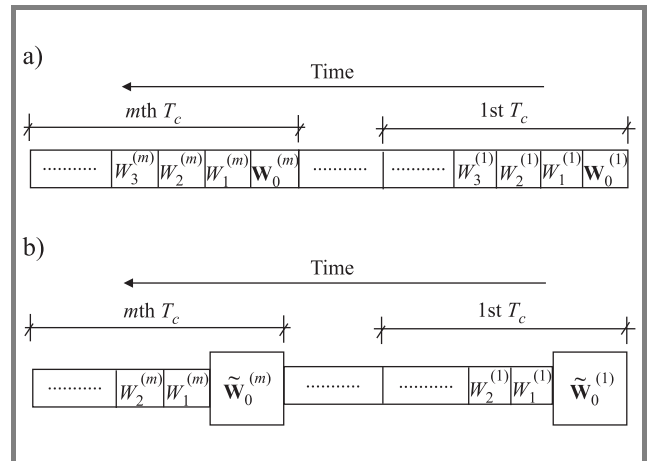 a)
Time
mth T_c 1st T_c
.......... W_3^(m) W_2^(m) W_1^(m) W_0^(m) .......... .......... W_3^(1) W_2^(1) W_1^(1) W_0^(1)
b)
Time
mth T_c 1st T_c
.......... W_2^(m) W_1^(m) W̃_0^(m) .......... .......... W_2^(1) W_1^(1) W̃_0^(1)